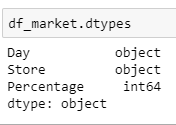 df_market.dtypes
Day object
Store object
Percentage int64
dtype: object